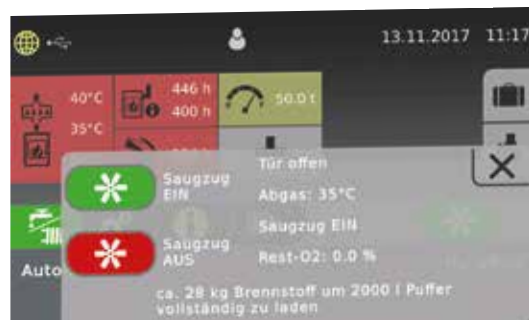 13.11.2017 11:17
40°C
446 h
400 h
50.0 t
35°C
Tür offen
Saugzug
EIN
Abgas: 35°C
Saugzug EIN
Saugzug
AUS
Rest-O2: 0.0 %
Auto
ca. 28 kg Brennstoff um 2000 l Puffer
vollständig zu laden